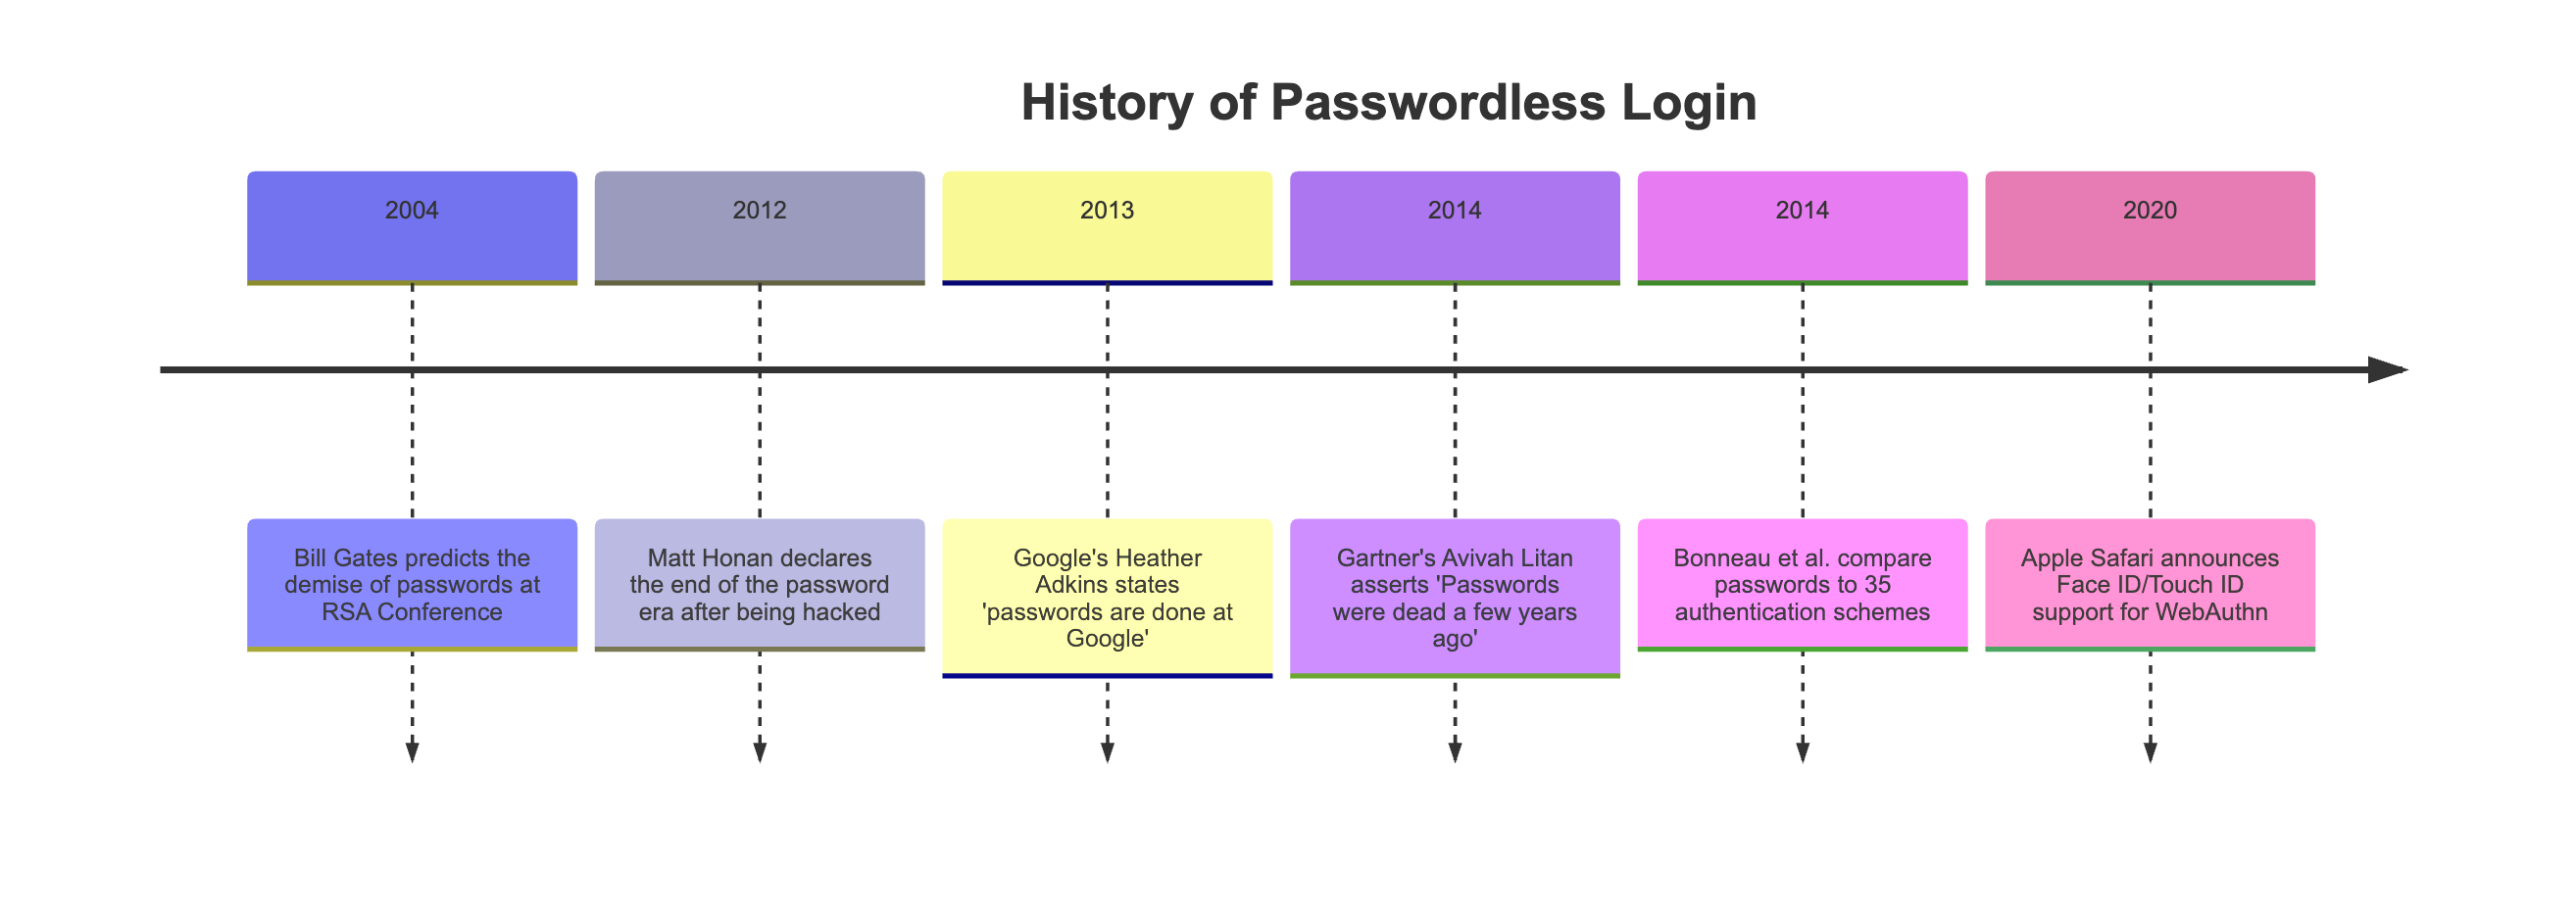 History of Passwordless Login
2004
2012
2013
2014
2014
2020
Bill Gates predicts the
demise of passwords at
RSA Conference
Matt Honan declares
the end of the password
era after being hacked
Google's Heather
Adkins states
'passwords are done at
Google'
Gartner's Avivah Litan
asserts 'Passwords
were dead a few years
ago'
Bonneau et al. compare
passwords to 35
authentication schemes
Apple Safari announces
Face ID/Touch ID
support for WebAuthn